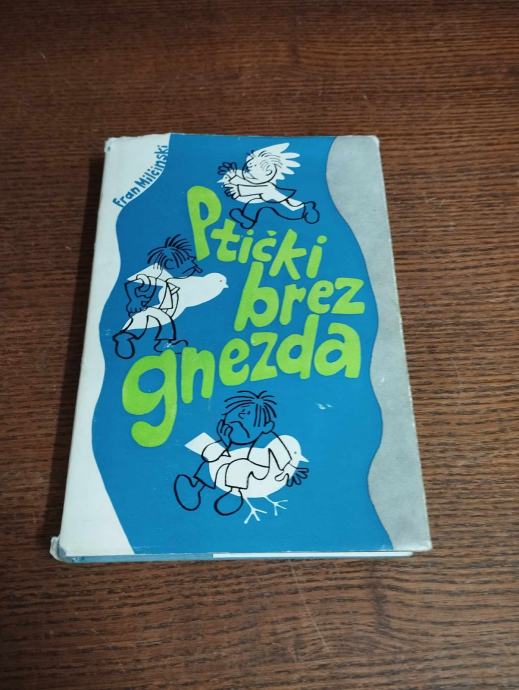 Fran Milčinski
Ptički
brez
gnezda